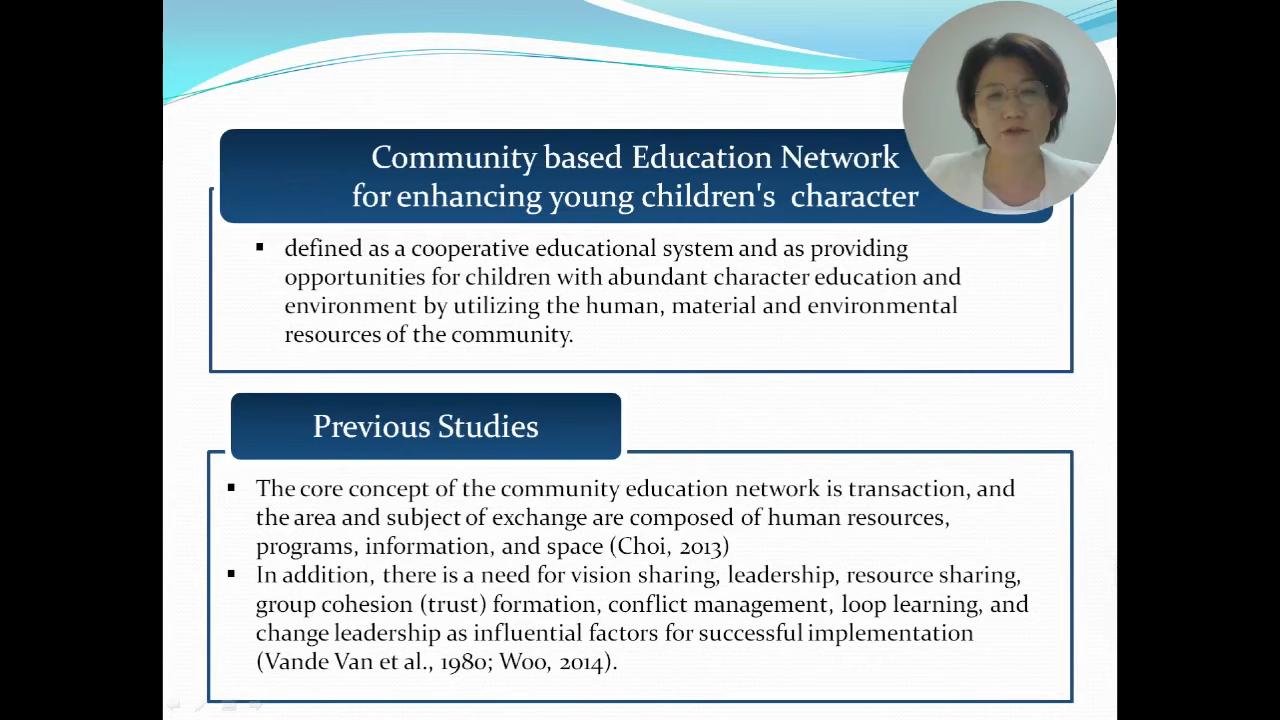 Community based Education Network
for enhancing young children's character
▪ defined as a cooperative educational system and as providing
opportunities for children with abundant character education and
environment by utilizing the human, material and environmental
resources of the community.
Previous Studies
▪ The core concept of the community education network is transaction, and
the area and subject of exchange are composed of human resources,
programs, information, and space (Choi, 2013)
▪ In addition, there is a need for vision sharing, leadership, resource sharing,
group cohesion (trust) formation, conflict management, loop learning, and
change leadership as influential factors for successful implementation
(Vande Van et al., 1980; Woo, 2014).